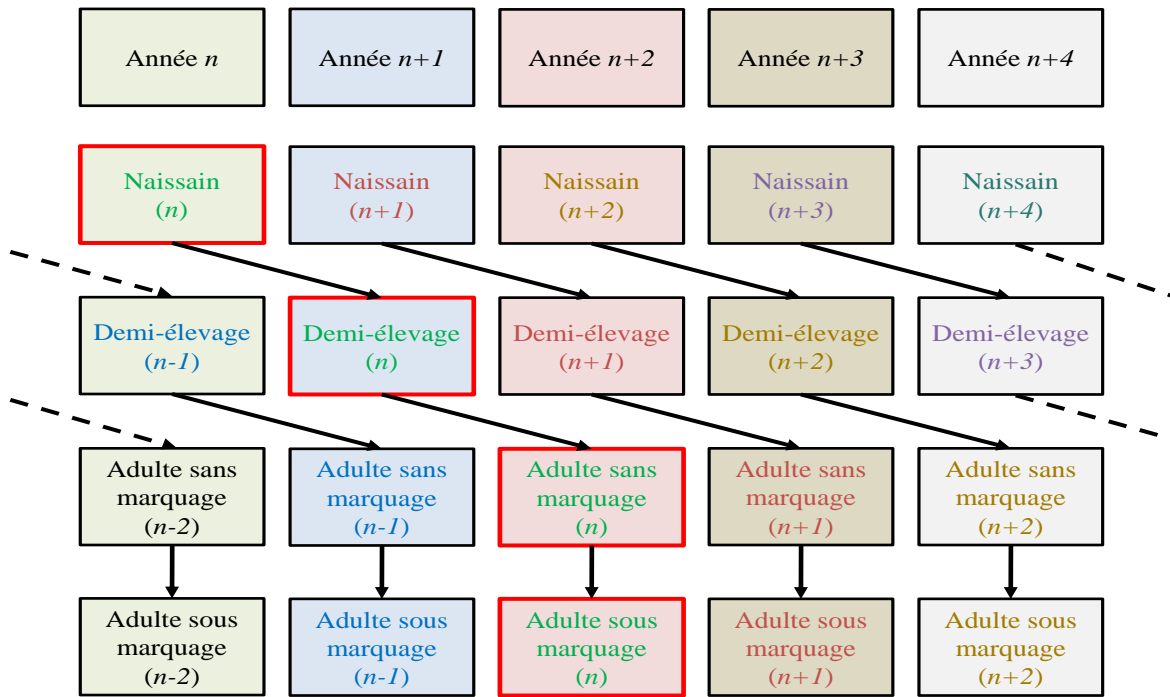 Année n
Année n+1
Année n+2
Année n+3
Année n+4
Naissain
(n)
Naissain
(n+1)
Naissain
(n+2)
Naissain
(n+3)
Naissain
(n+4)
Demi-élevage
(n-1)
Demi-élevage
(n)
Demi-élevage
(n+1)
Demi-élevage
(n+2)
Demi-élevage
(n+3)
Adulte sans
marquage
(n-2)
Adulte sans
marquage
(n-1)
Adulte sans
marquage
(n)
Adulte sans
marquage
(n+1)
Adulte sans
marquage
(n+2)
Adulte sous
marquage
(n-2)
Adulte sous
marquage
(n-1)
Adulte sous
marquage
(n)
Adulte sous
marquage
(n+1)
Adulte sous
marquage
(n+2)